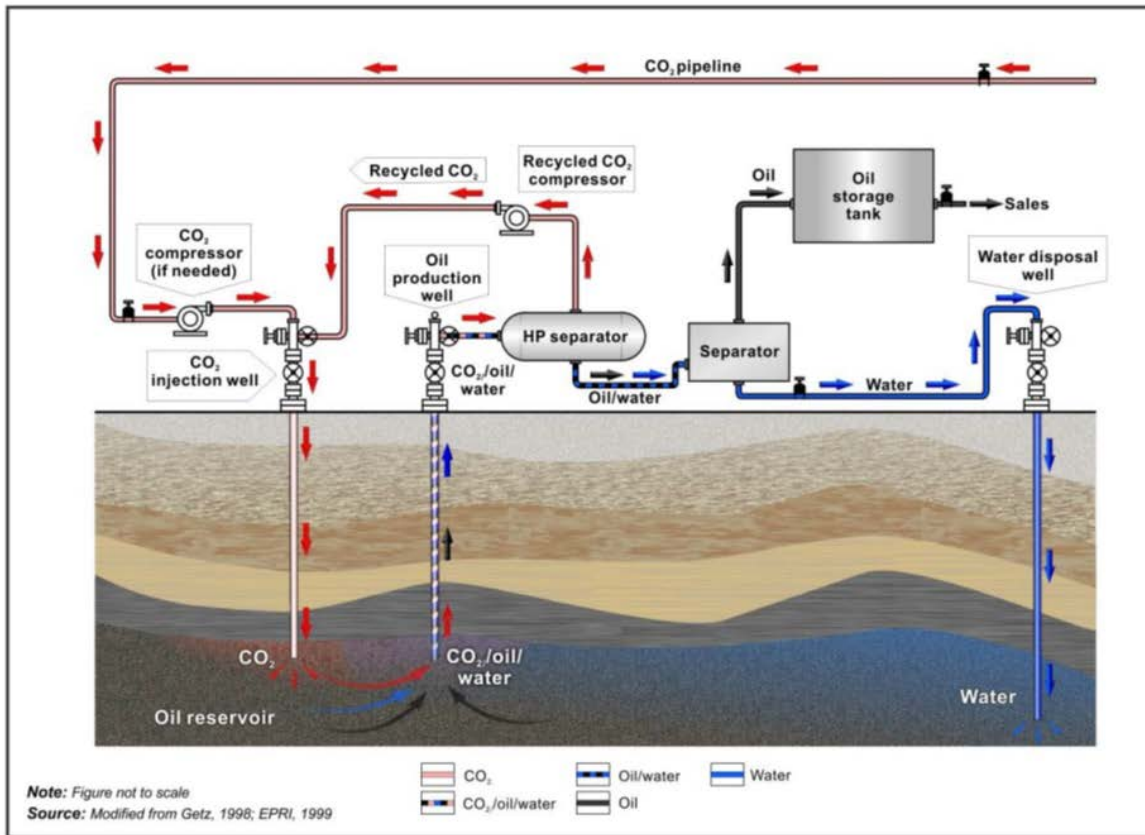 CO₂ pipeline
Recycled CO₂
Recycled CO₂
compressor
Oil
Oil
storage
tank
Sales
CO₂
compressor
(if needed)
Oil
production
well
Water disposal
well
HP separator
Separator
CO₂
injection well
CO₂/oil/
water
Oil/water
Water
CO₂
CO₂/oil/
water
Oil reservoir
Water
CO₂
Oil/water
Water
CO₂/oil/water
Oil
Note: Figure not to scale
Source: Modified from Getz, 1998; EPRI, 1999